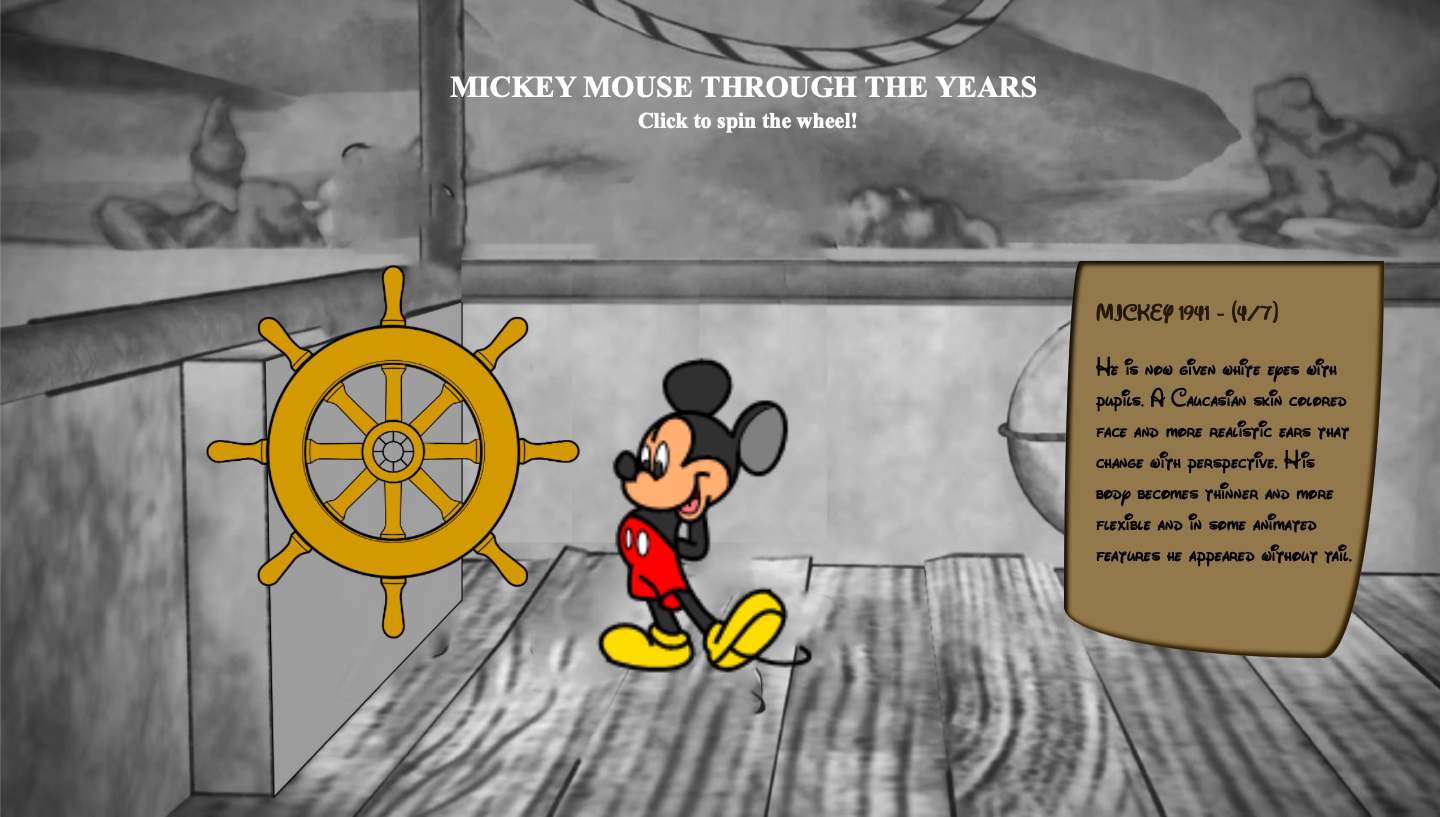 MICKEY MOUSE THROUGH THE YEARS
Click to spin the wheel!
MICKEY 1941 - (4/7)
He is now given white eyes with
pupils. A Caucasian skin colored
face and more realistic ears that
change with perspective. His
body becomes thinner and more
flexible and in some animated
features he appeared without tail.